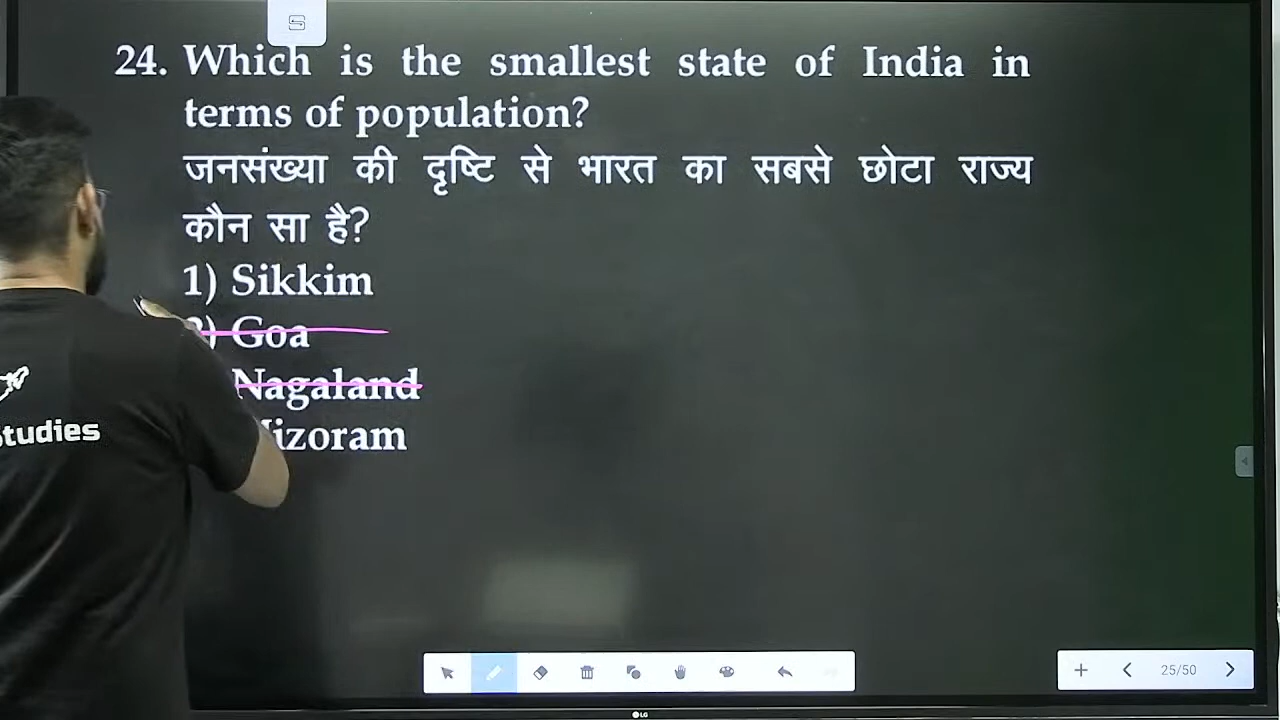 24. Which is the smallest state of India in
terms of population?
जनसंख्या की दृष्टि से भारत का सबसे छोटा राज्य
कौन सा है?
1) Sikkim
Goa
Nagaland
Mizoram
Studies
25/50
LG